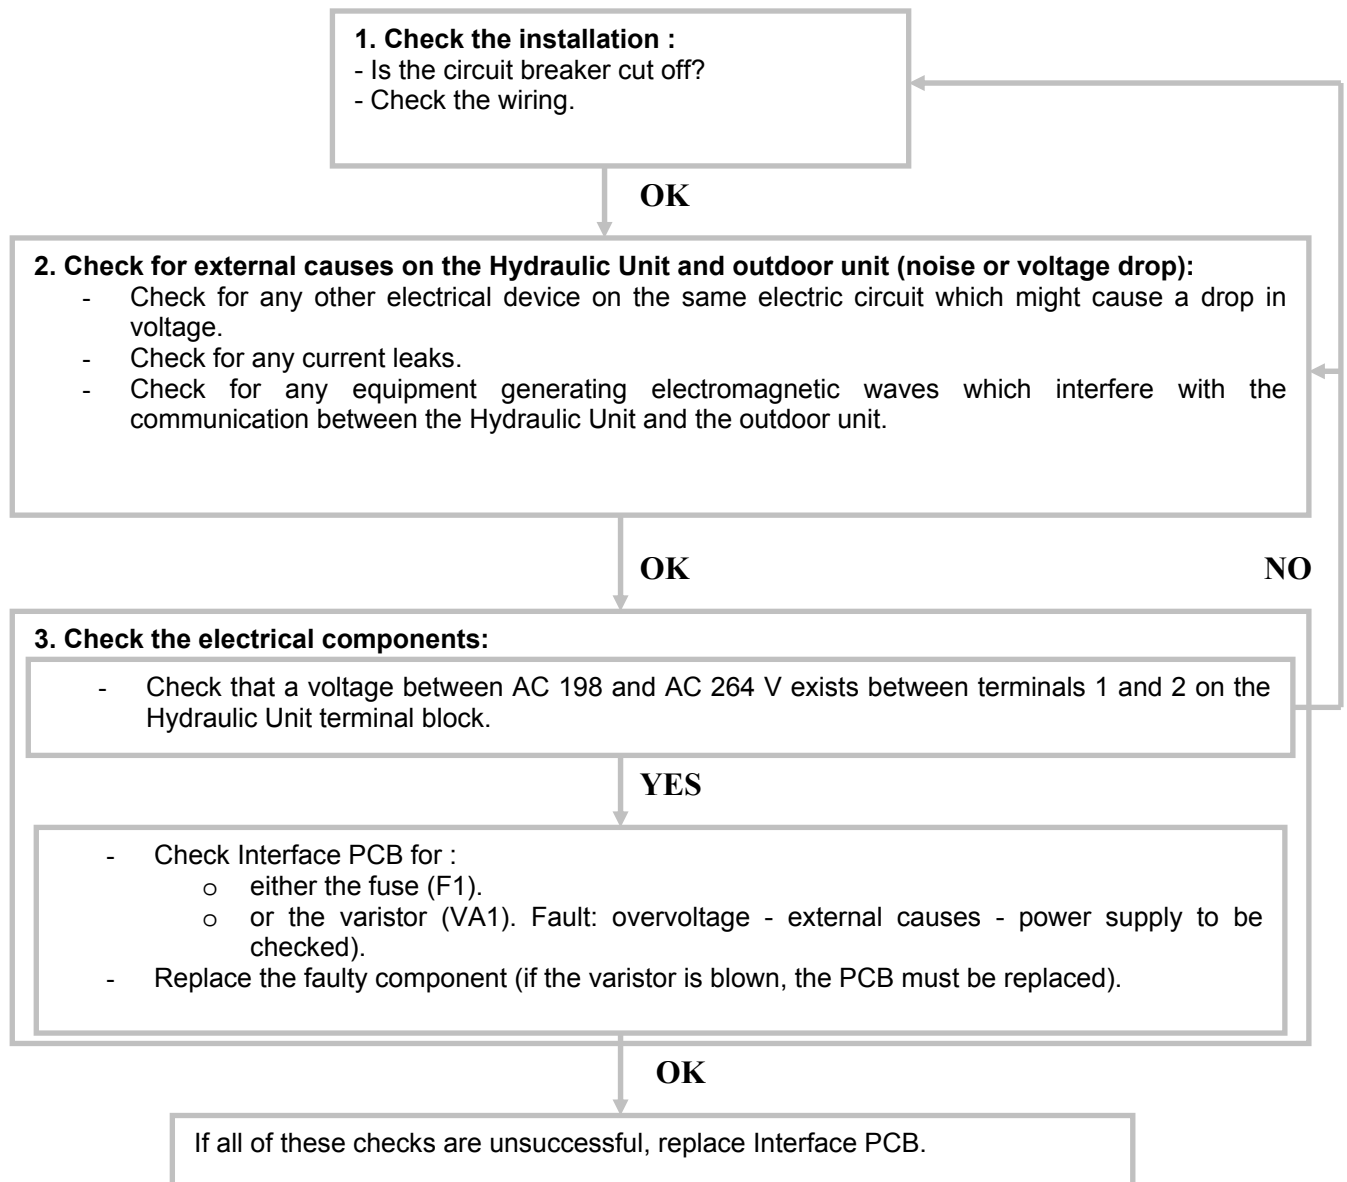 1. Check the installation :
- Is the circuit breaker cut off?
- Check the wiring.
OK
2. Check for external causes on the Hydraulic Unit and outdoor unit (noise or voltage drop):
- Check for any other electrical device on the same electric circuit which might cause a drop in
voltage.
- Check for any current leaks.
- Check for any equipment generating electromagnetic waves which interfere with the
communication between the Hydraulic Unit and the outdoor unit.
OK
NO
3. Check the electrical components:
- Check that a voltage between AC 198 and AC 264 V exists between terminals 1 and 2 on the
Hydraulic Unit terminal block.
YES
- Check Interface PCB for :
o either the fuse (F1).
o or the varistor (VA1). Fault: overvoltage - external causes - power supply to be
checked).
- Replace the faulty component (if the varistor is blown, the PCB must be replaced).
OK
If all of these checks are unsuccessful, replace Interface PCB.